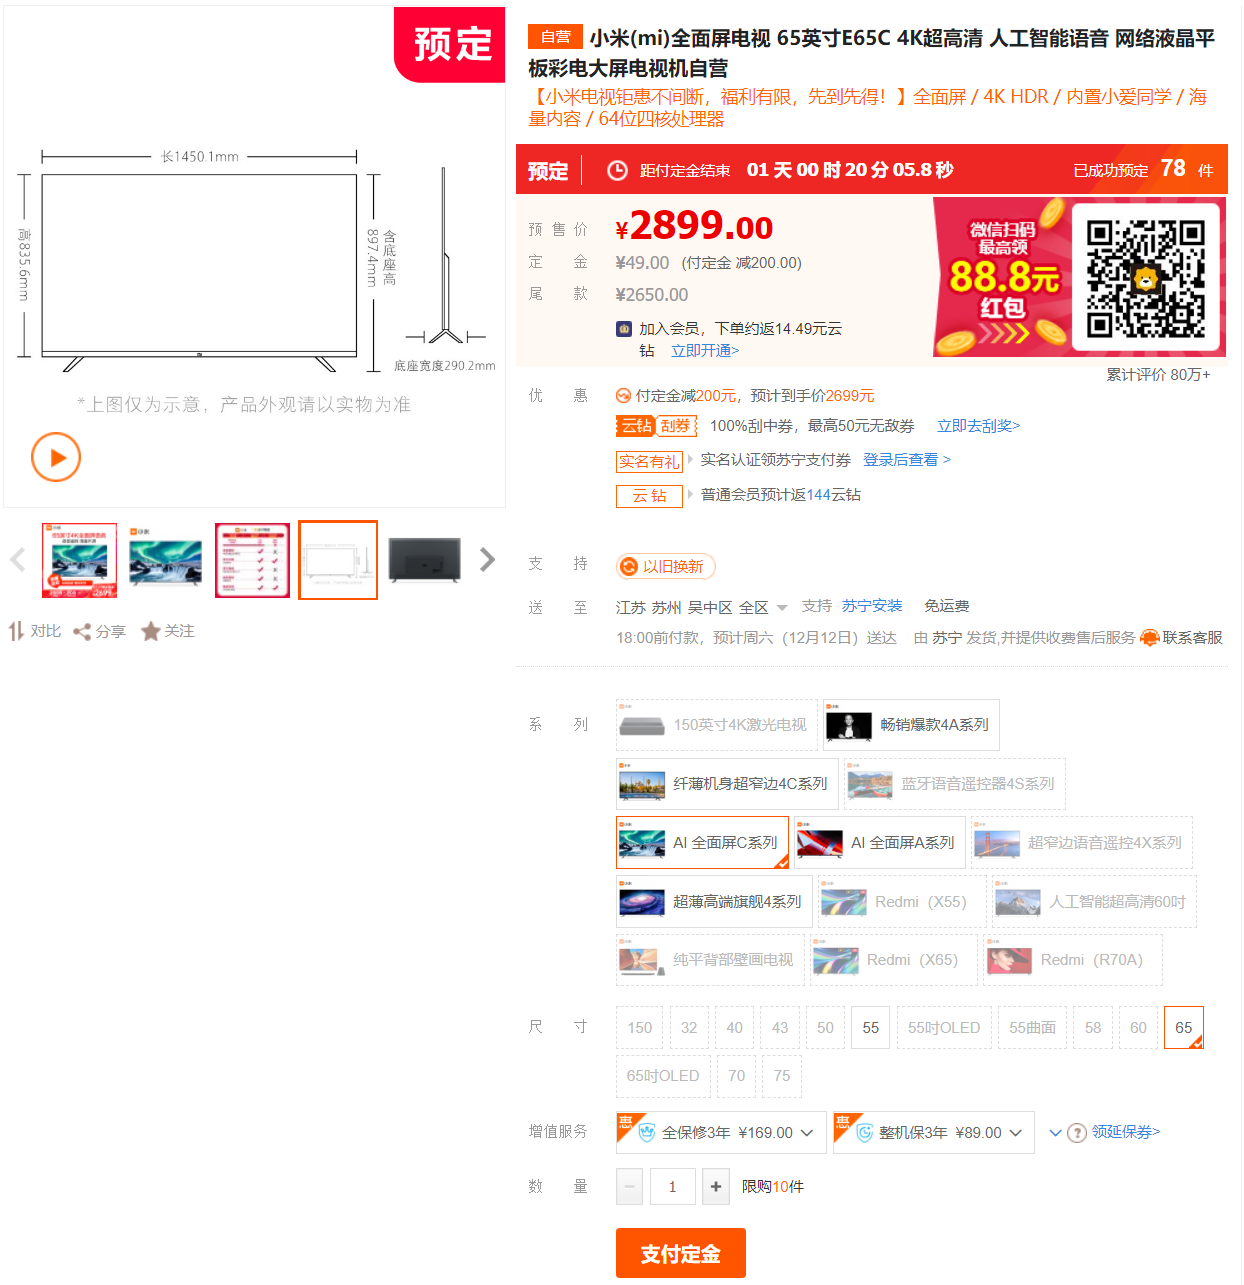 预定
长1450.1mm
高835.6mm
含底座高
897.4mm
底座宽度290.2mm
*上图仅为示意，产品外观请以实物为准
对比 分享 关注
自营 小米(mi)全面屏电视 65英寸E65C 4K超高清 人工智能语音 网络液晶平
板彩电大屏电视机自营
【小米电视钜惠不间断，福利有限，先到先得！】全面屏 / 4K HDR / 内置小爱同学 / 海
量内容 / 64位四核处理器
预定 距付定金结束 01 天 00 时 20 分 05.8 秒 已成功预定 78 件
预售价 ¥2899.00
定金 ¥49.00 (付定金 减200.00)
尾款 ¥2650.00
加入会员，下单约返14.49元云
钻 立即开通>
微信扫码
最高领
88.8元
红包
累计评价 80万+
优惠 付定金减200元，预计到手价2699元
云钻 刮券 100%刮中券，最高50元无敌券 立即去刮奖>
实名有礼 实名认证领苏宁支付券 登录后查看 >
云钻 普通会员预计返144云钻
支持 以旧换新
送至 江苏 苏州 吴中区 全区 支持 苏宁安装 免运费
18:00前付款，预计周六（12月12日）送达 由 苏宁 发货,并提供收费售后服务 联系客服
系列 150英寸4K激光电视 畅销爆款4A系列
纤薄机身超窄边4C系列 蓝牙语音遥控器4S系列
AI 全面屏C系列 AI 全面屏A系列 超窄边语音遥控4X系列
超薄高端旗舰4系列 Redmi（X55） 人工智能超高清60吋
纯平背部壁画电视 Redmi（X65） Redmi（R70A）
尺寸 150 32 40 43 50 55 55吋OLED 55曲面 58 60 65
65吋OLED 70 75
增值服务 惠 全保修3年 ¥169.00 惠 整机保3年 ¥89.00 ? 领延保券>
数量 − 1 + 限购10件
支付定金